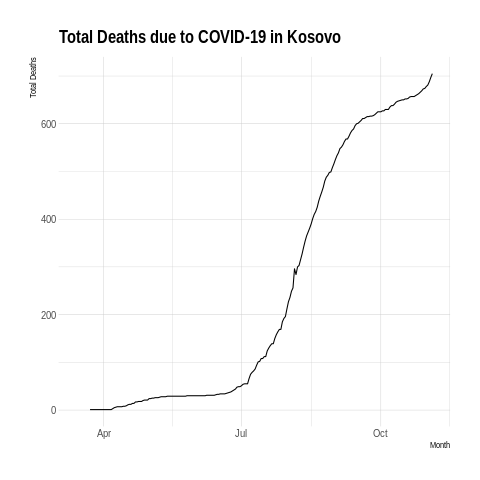 Total Deaths due to COVID-19 in Kosovo
Total Deaths
600
400
200
0
Apr Jul Oct
Month